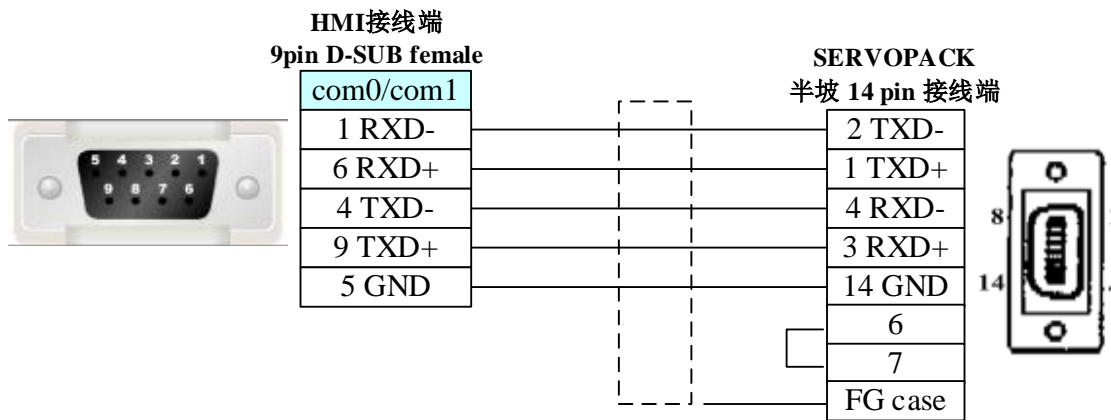 HMI接线端
9pin D-SUB female
com0/com1
1 RXD-
6 RXD+
4 TXD-
9 TXD+
5 GND
5 4 3 2 1
9 8 7 6
SERVOPACK
半坡 14 pin 接线端
2 TXD-
1 TXD+
4 RXD-
3 RXD+
14 GND
6
7
FG case
8
14